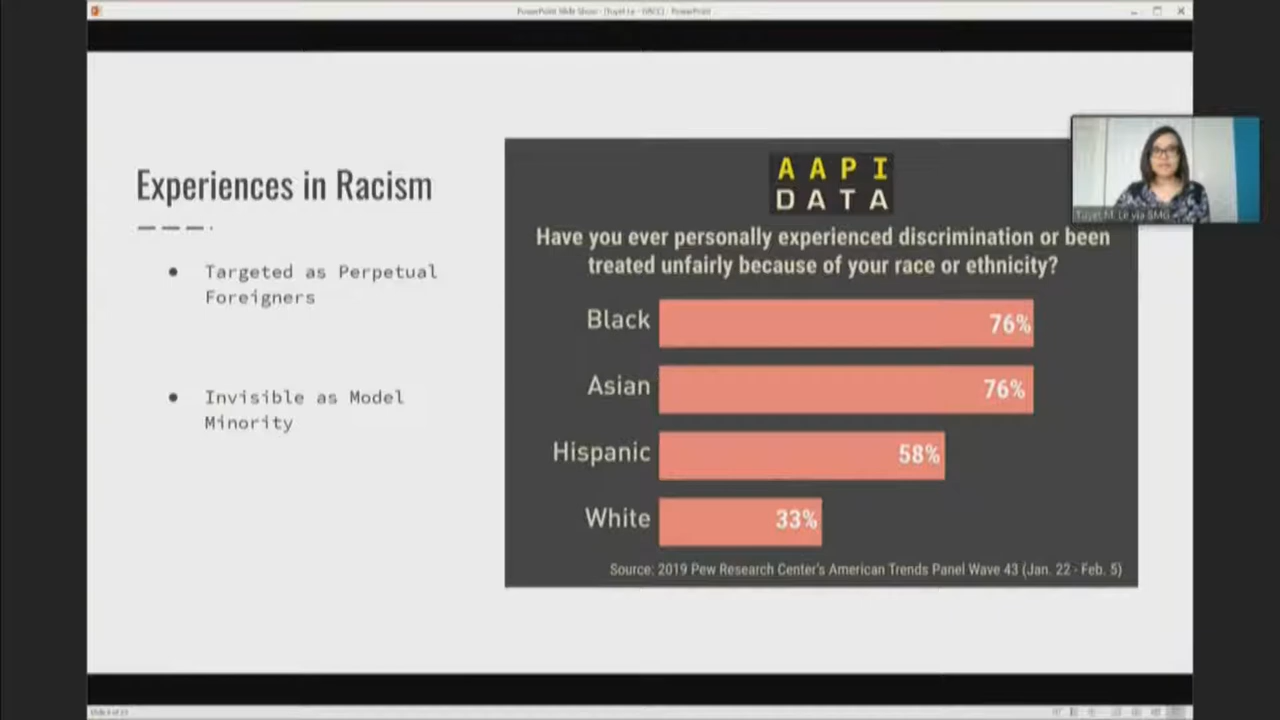 Experiences in Racism
● Targeted as Perpetual
Foreigners
● Invisible as Model
Minority
AAPI
DATA
Have you ever personally experienced discrimination or been
treated unfairly because of your race or ethnicity?
Black 76%
Asian 76%
Hispanic 58%
White 33%
Source: 2019 Pew Research Center's American Trends Panel Wave 43 (Jan. 22 - Feb. 5)